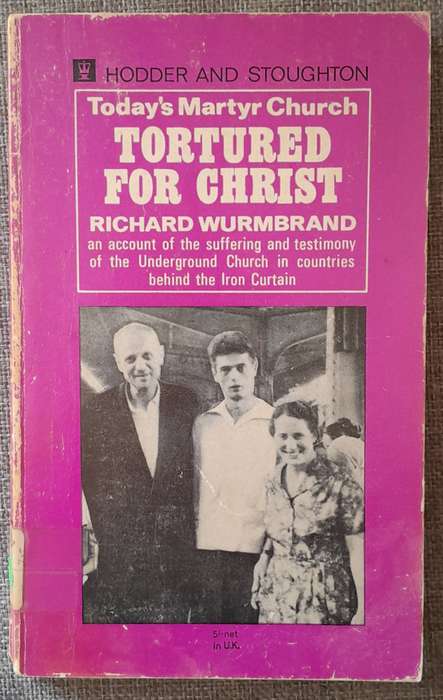 HODDER AND STOUGHTON
Today's Martyr Church
TORTURED
FOR CHRIST
RICHARD WURMBRAND
an account of the suffering and testimony
of the Underground Church in countries
behind the Iron Curtain
5/-net
in U.K.